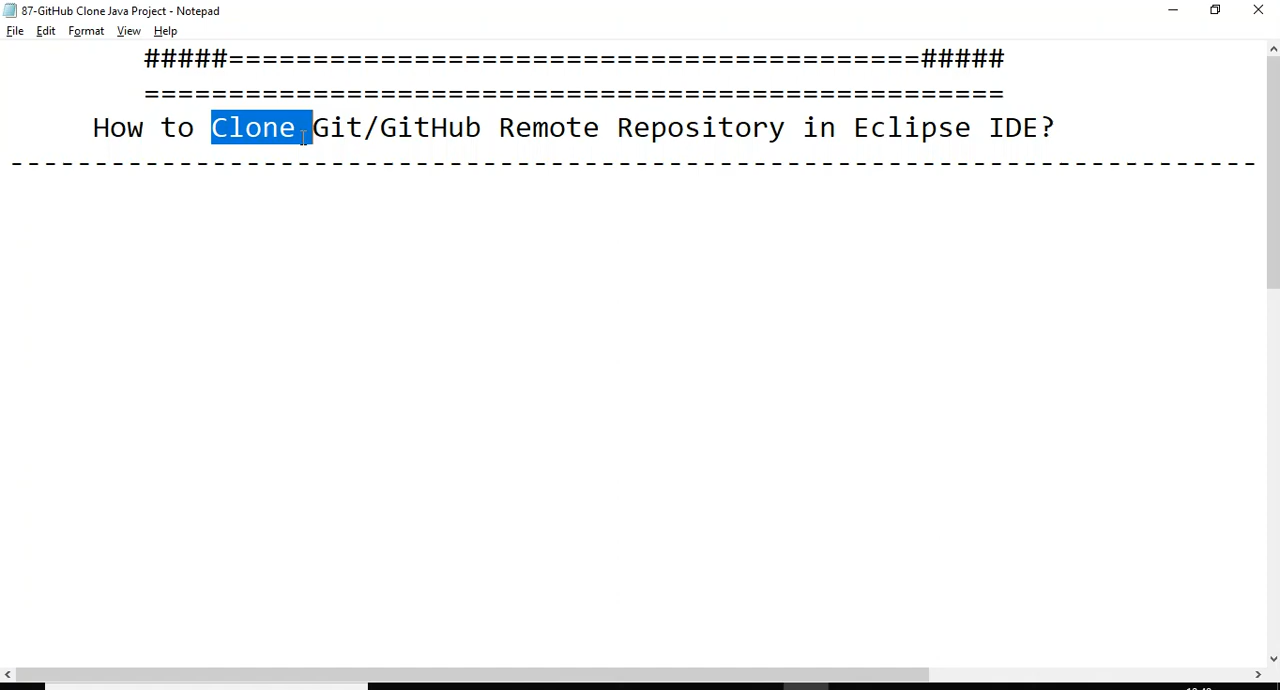 87-GitHub Clone Java Project - Notepad
File Edit Format View Help
#####=========================================#####
===================================================
How to Clone Git/GitHub Remote Repository in Eclipse IDE?
--------------------------------------------------------------------------